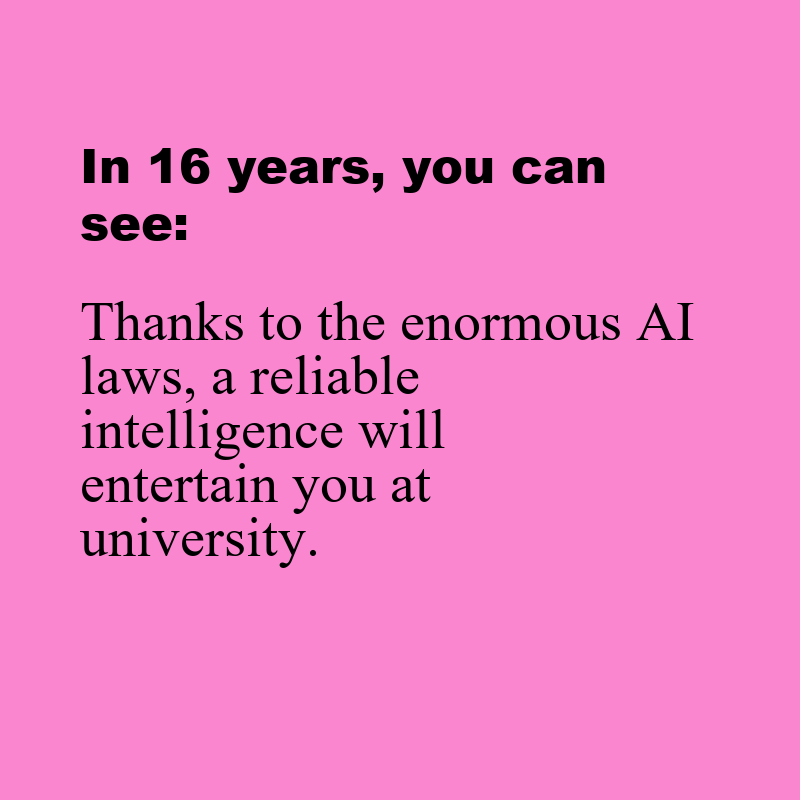 In 16 years, you can
see:
Thanks to the enormous AI
laws, a reliable
intelligence will
entertain you at
university.